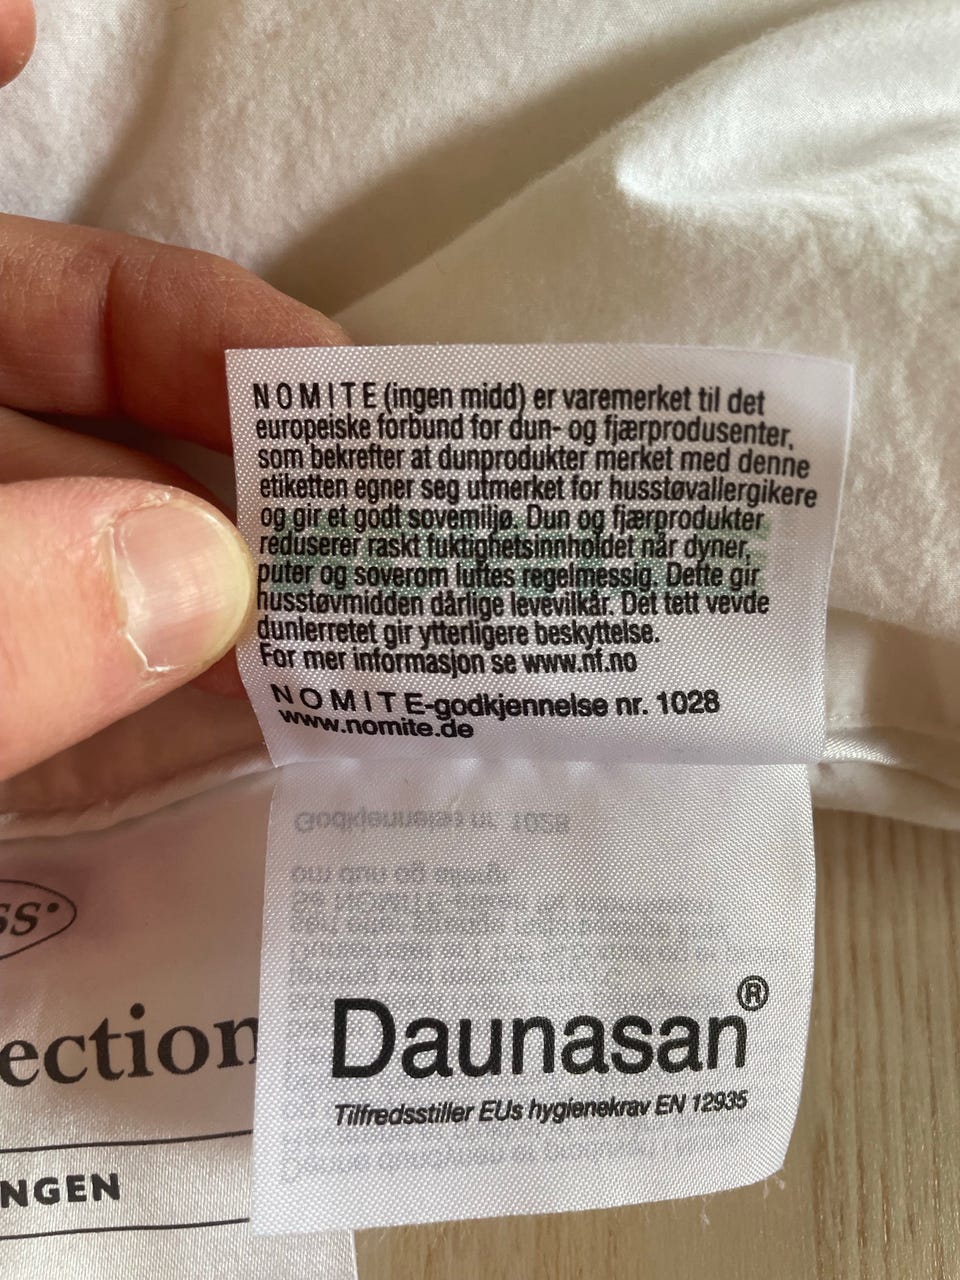 NOMITE (ingen midd) er varemerket til det
europeiske forbund for dun- og fjærprodusenter,
som bekrefter at dunprodukter merket med denne
etiketten egner seg utmerket for husstøvallergikere
og gir et godt sovemiljø. Dun og fjærprodukter
reduserer raskt fuktighetsinnholdet når dyner,
puter og soverom luftes regelmessig. Dette gir
husstøvmidden dårlige levevilkår. Det tett vevde
dunlerretet gir ytterligere beskyttelse.
For mer informasjon se www.nf.no
NOMITE-godkjennelse nr. 1028
www.nomite.de
SS®
ection
NGEN
Daunasan®
Tilfredsstiller EUs hygienekrav EN 12935